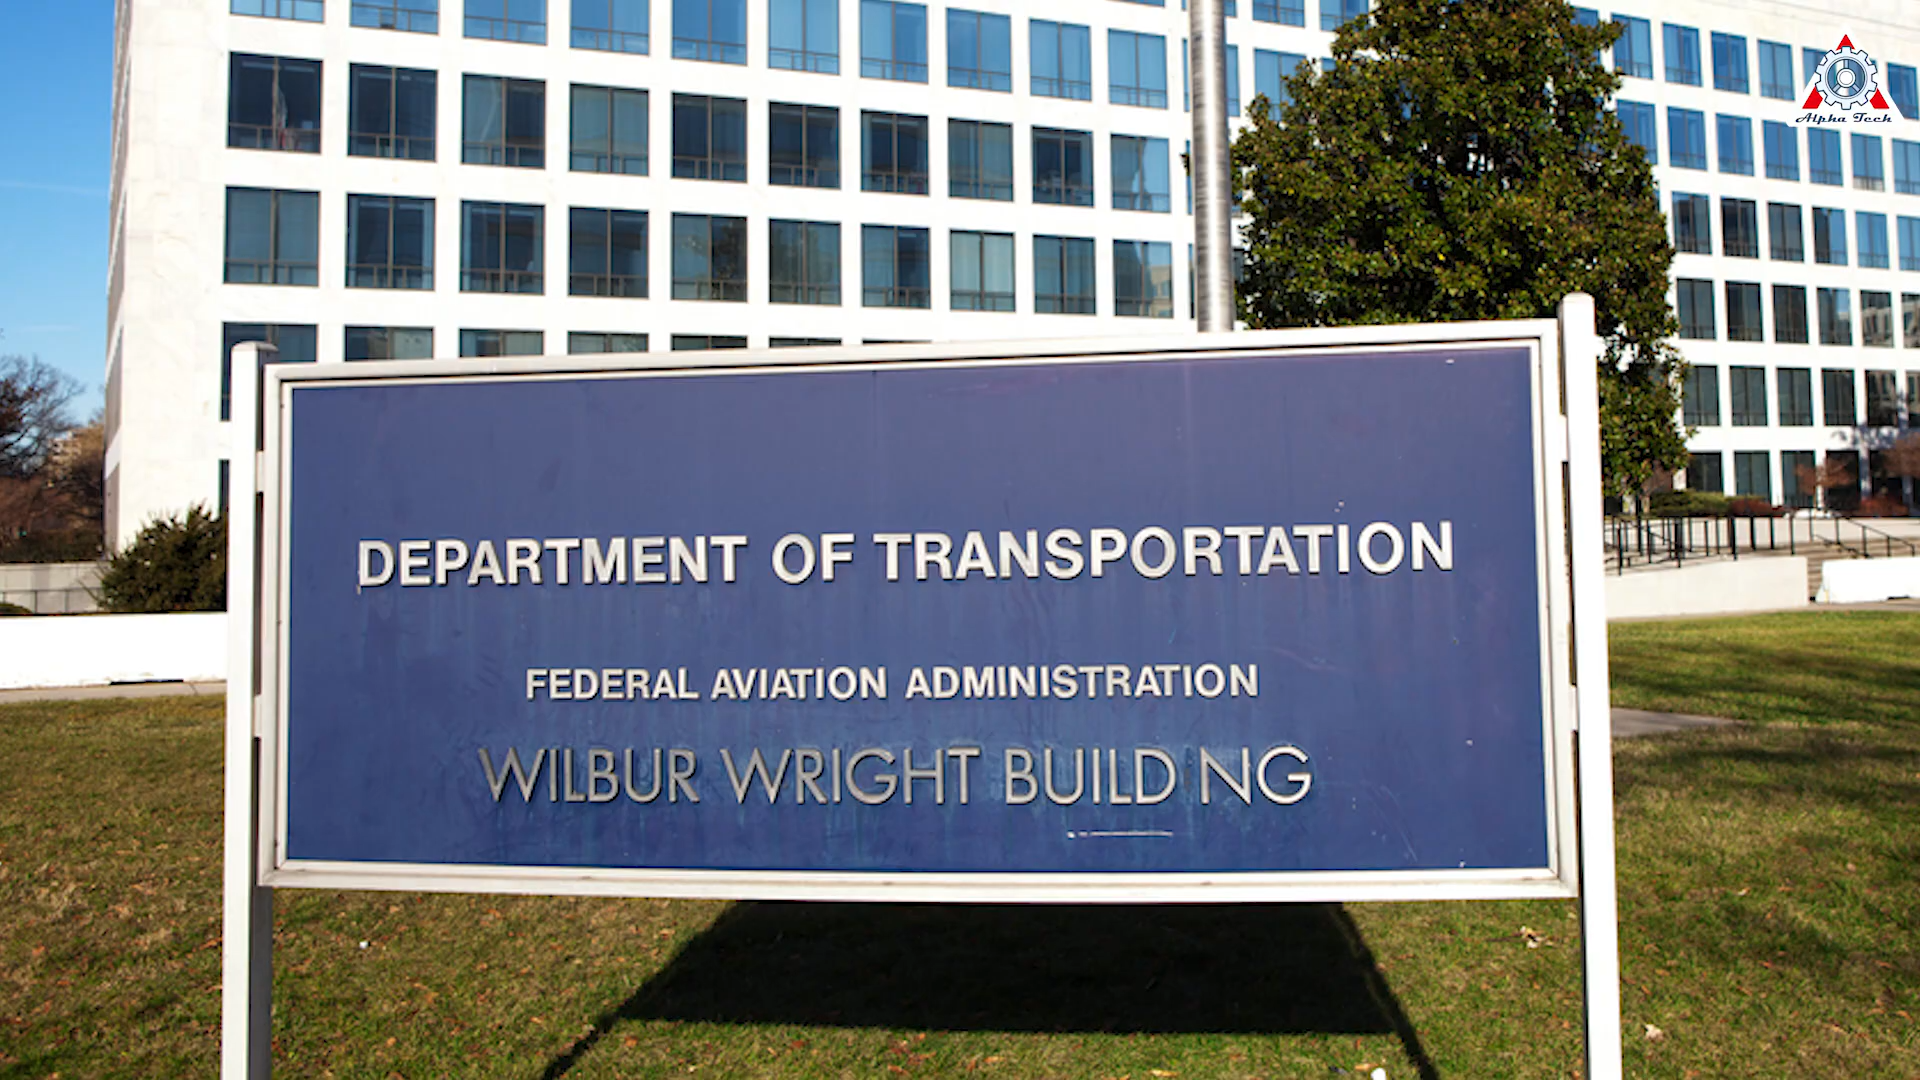 Alpha Tech
DEPARTMENT OF TRANSPORTATION
FEDERAL AVIATION ADMINISTRATION
WILBUR WRIGHT BUILD NG